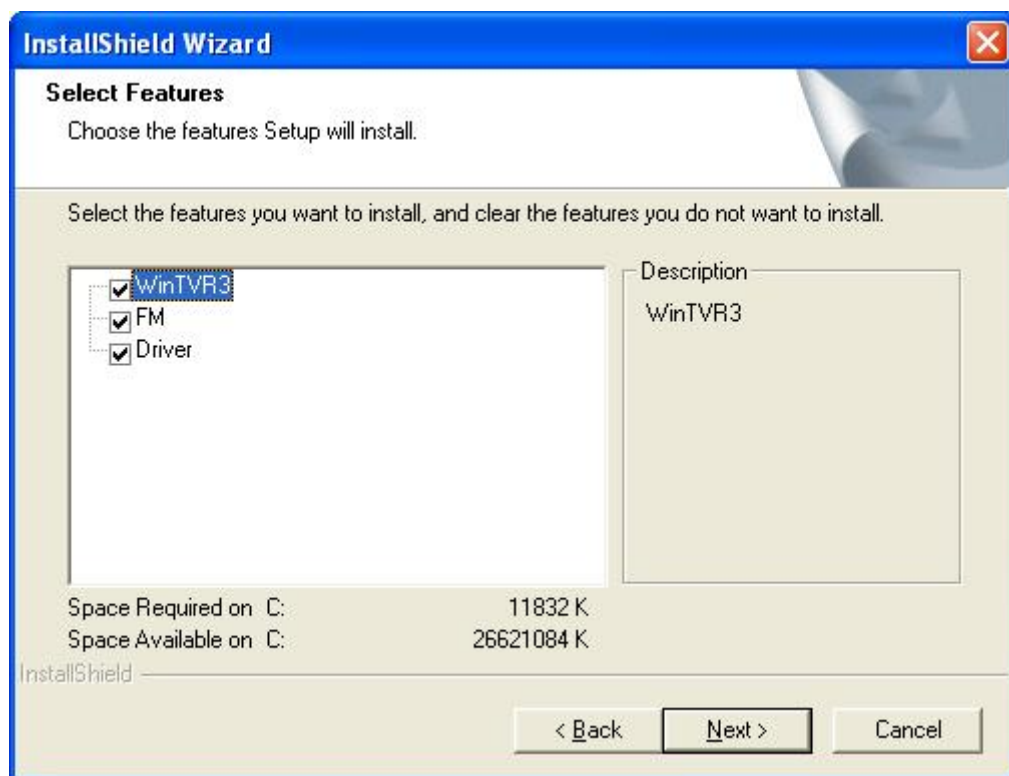 InstallShield Wizard
Select Features
Choose the features Setup will install.
Select the features you want to install, and clear the features you do not want to install.
WinTVR3
FM
Driver
Description
WinTVR3
Space Required on C: 11832 K
Space Available on C: 26621084 K
InstallShield
< Back Next > Cancel